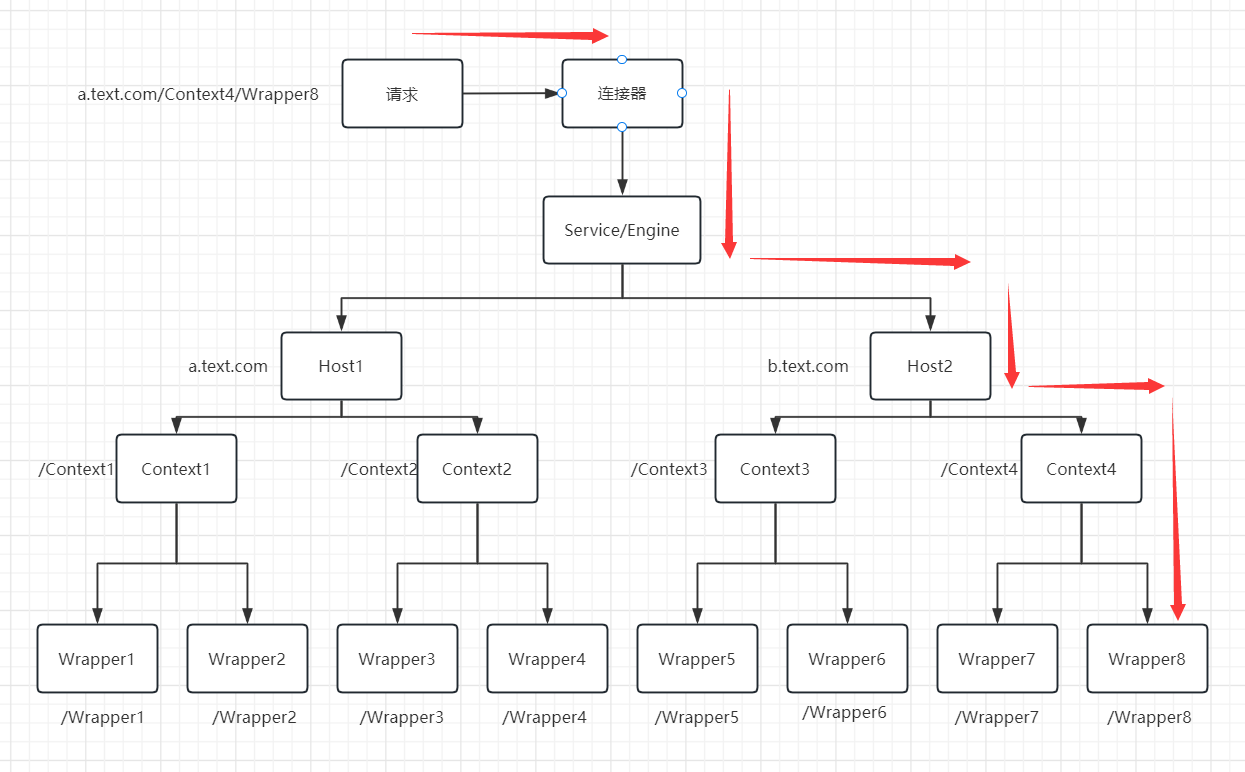 a.text.com/Context4/Wrapper8
请求
连接器
Service/Engine
a.text.com
Host1
b.text.com
Host2
/Context1
Context1
/Context2
Context2
/Context3
Context3
/Context4
Context4
Wrapper1
Wrapper2
Wrapper3
Wrapper4
Wrapper5
Wrapper6
Wrapper7
Wrapper8
/Wrapper1
/Wrapper2
/Wrapper3
/Wrapper4
/Wrapper5
/Wrapper6
/Wrapper7
/Wrapper8